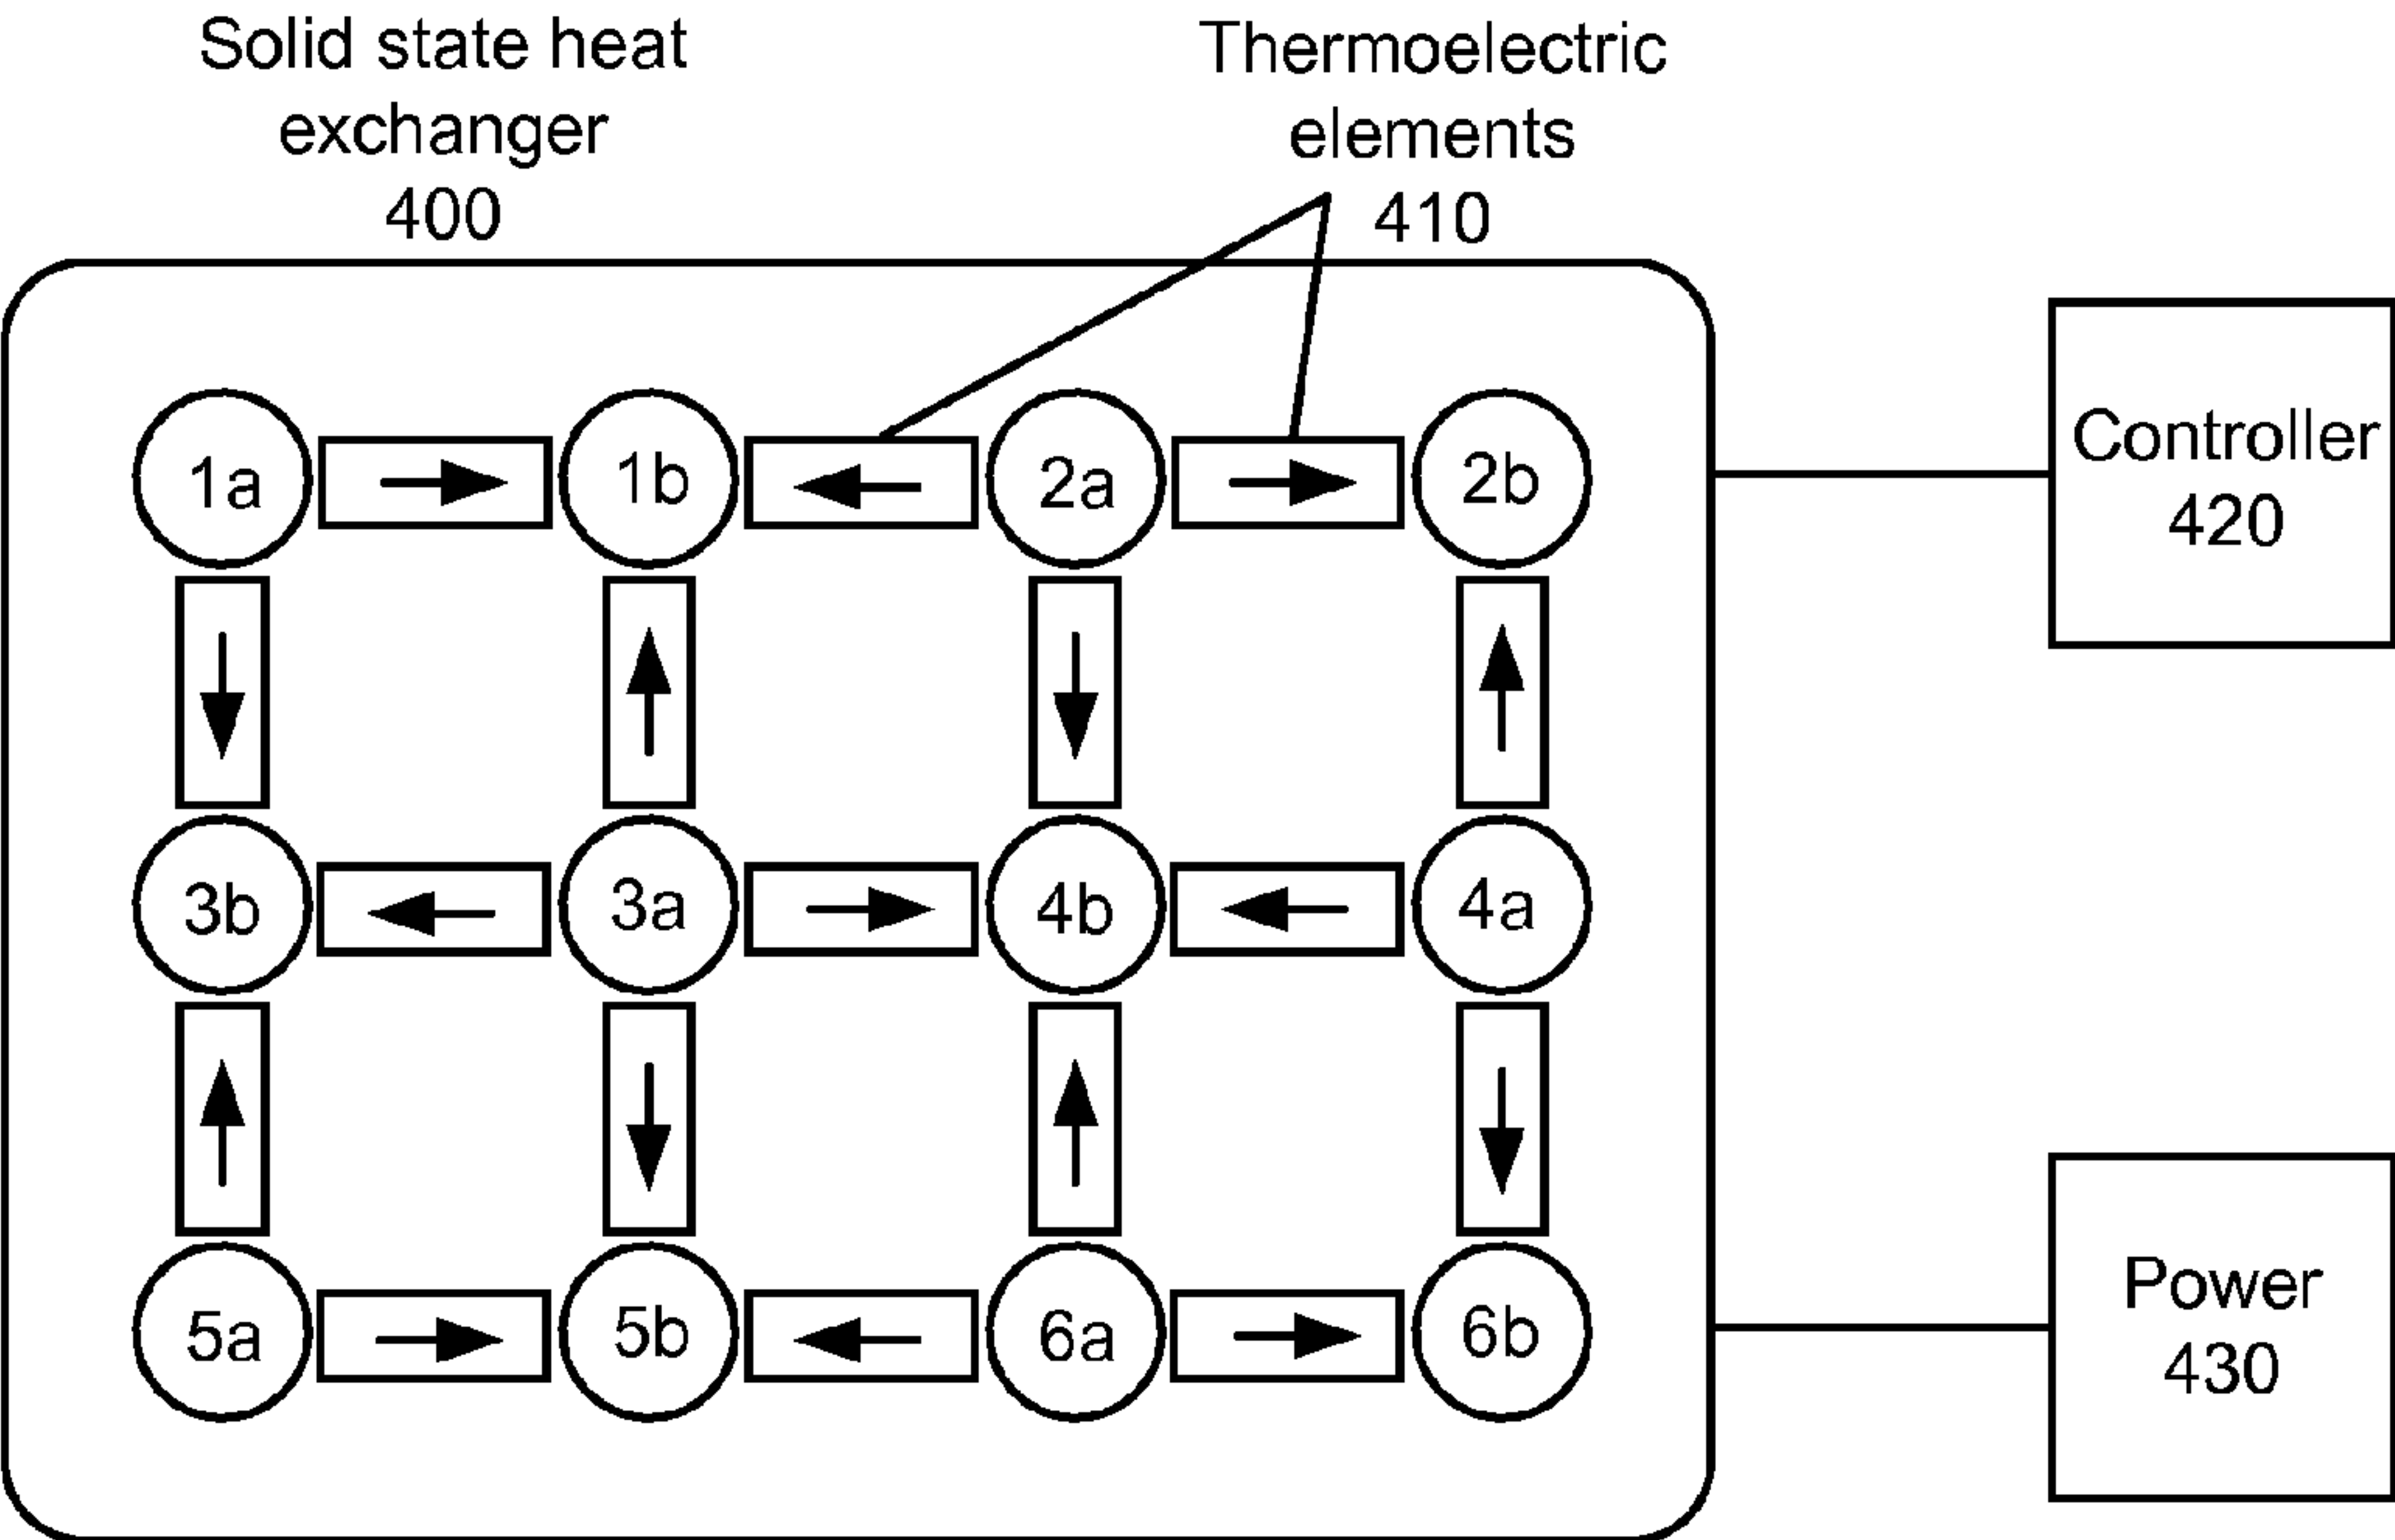 Solid state heat
exchanger
400
Thermoelectric
elements
410
Controller
420
1a
1b
2a
2b
3b
3a
4b
4a
5a
5b
6a
6b
Power
430